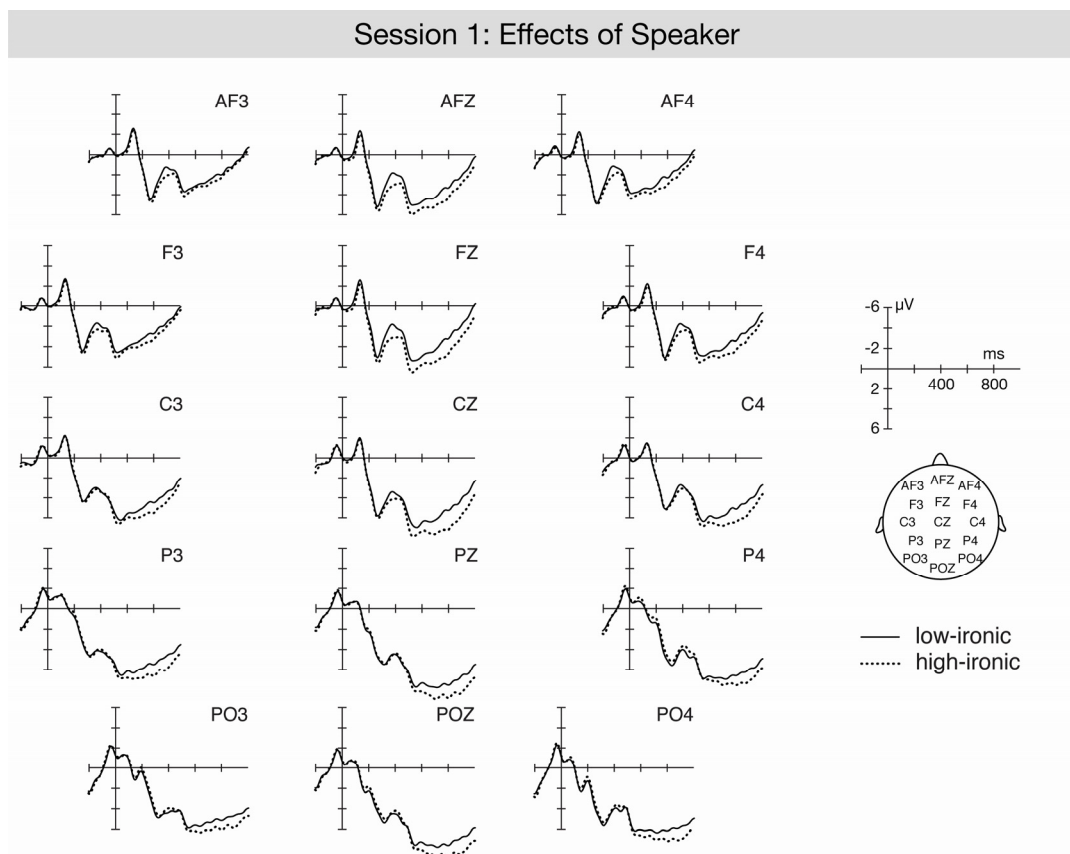 Session 1: Effects of Speaker
AF3 AFZ AF4
F3 FZ F4
-6 µV
-2
ms
400 800
2
6
C3 CZ C4
AF3 AFZ AF4
F3 FZ F4
C3 CZ C4
P3 PZ P4
PO3 POZ PO4
P3 PZ P4
low-ironic
high-ironic
PO3 POZ PO4